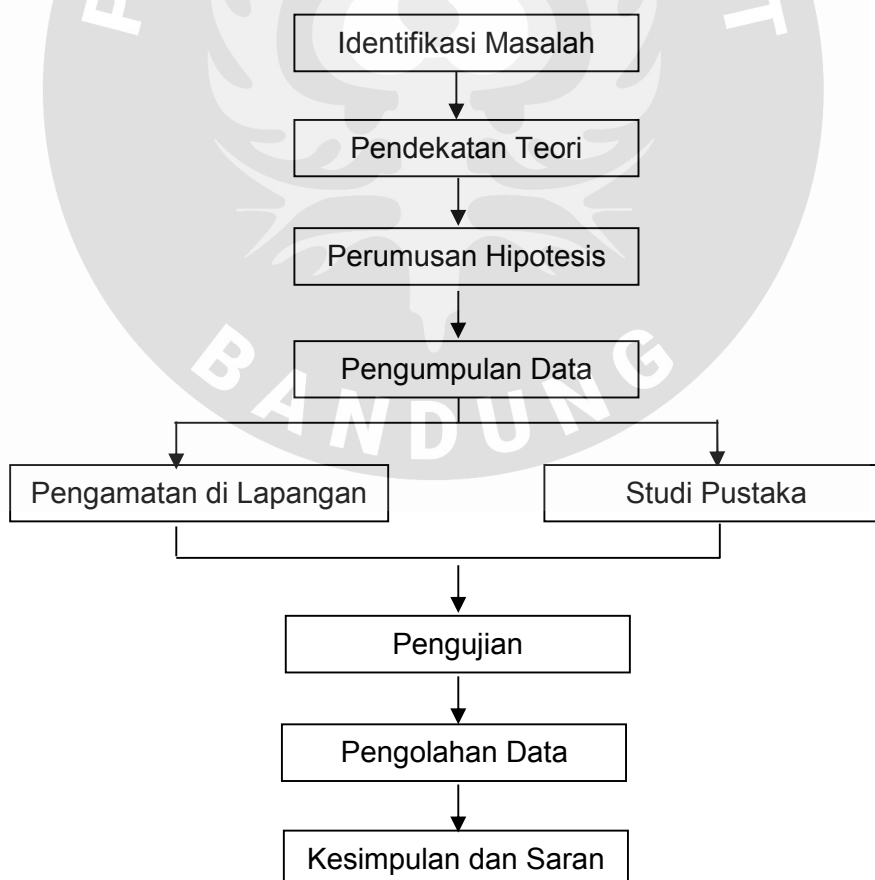 Identifikasi Masalah
Pendekatan Teori
Perumusan Hipotesis
Pengumpulan Data
BANDUNG
Pengamatan di Lapangan
Studi Pustaka
Pengujian
Pengolahan Data
Kesimpulan dan Saran